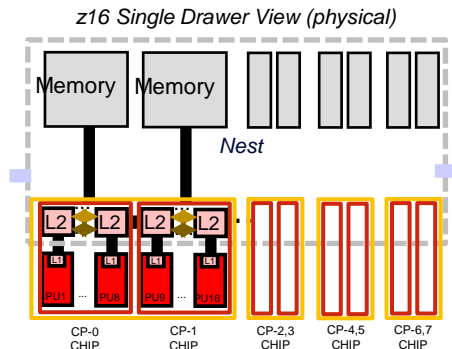 z16 Single Drawer View (physical)
Memory
Memory
Nest
L2
L2
L2
L2
L1
L1
L1
L1
PU1
...
PU8
PU9
...
PU16
CP-0
CHIP
CP-1
CHIP
CP-2,3
CHIP
CP-4,5
CHIP
CP-6,7
CHIP